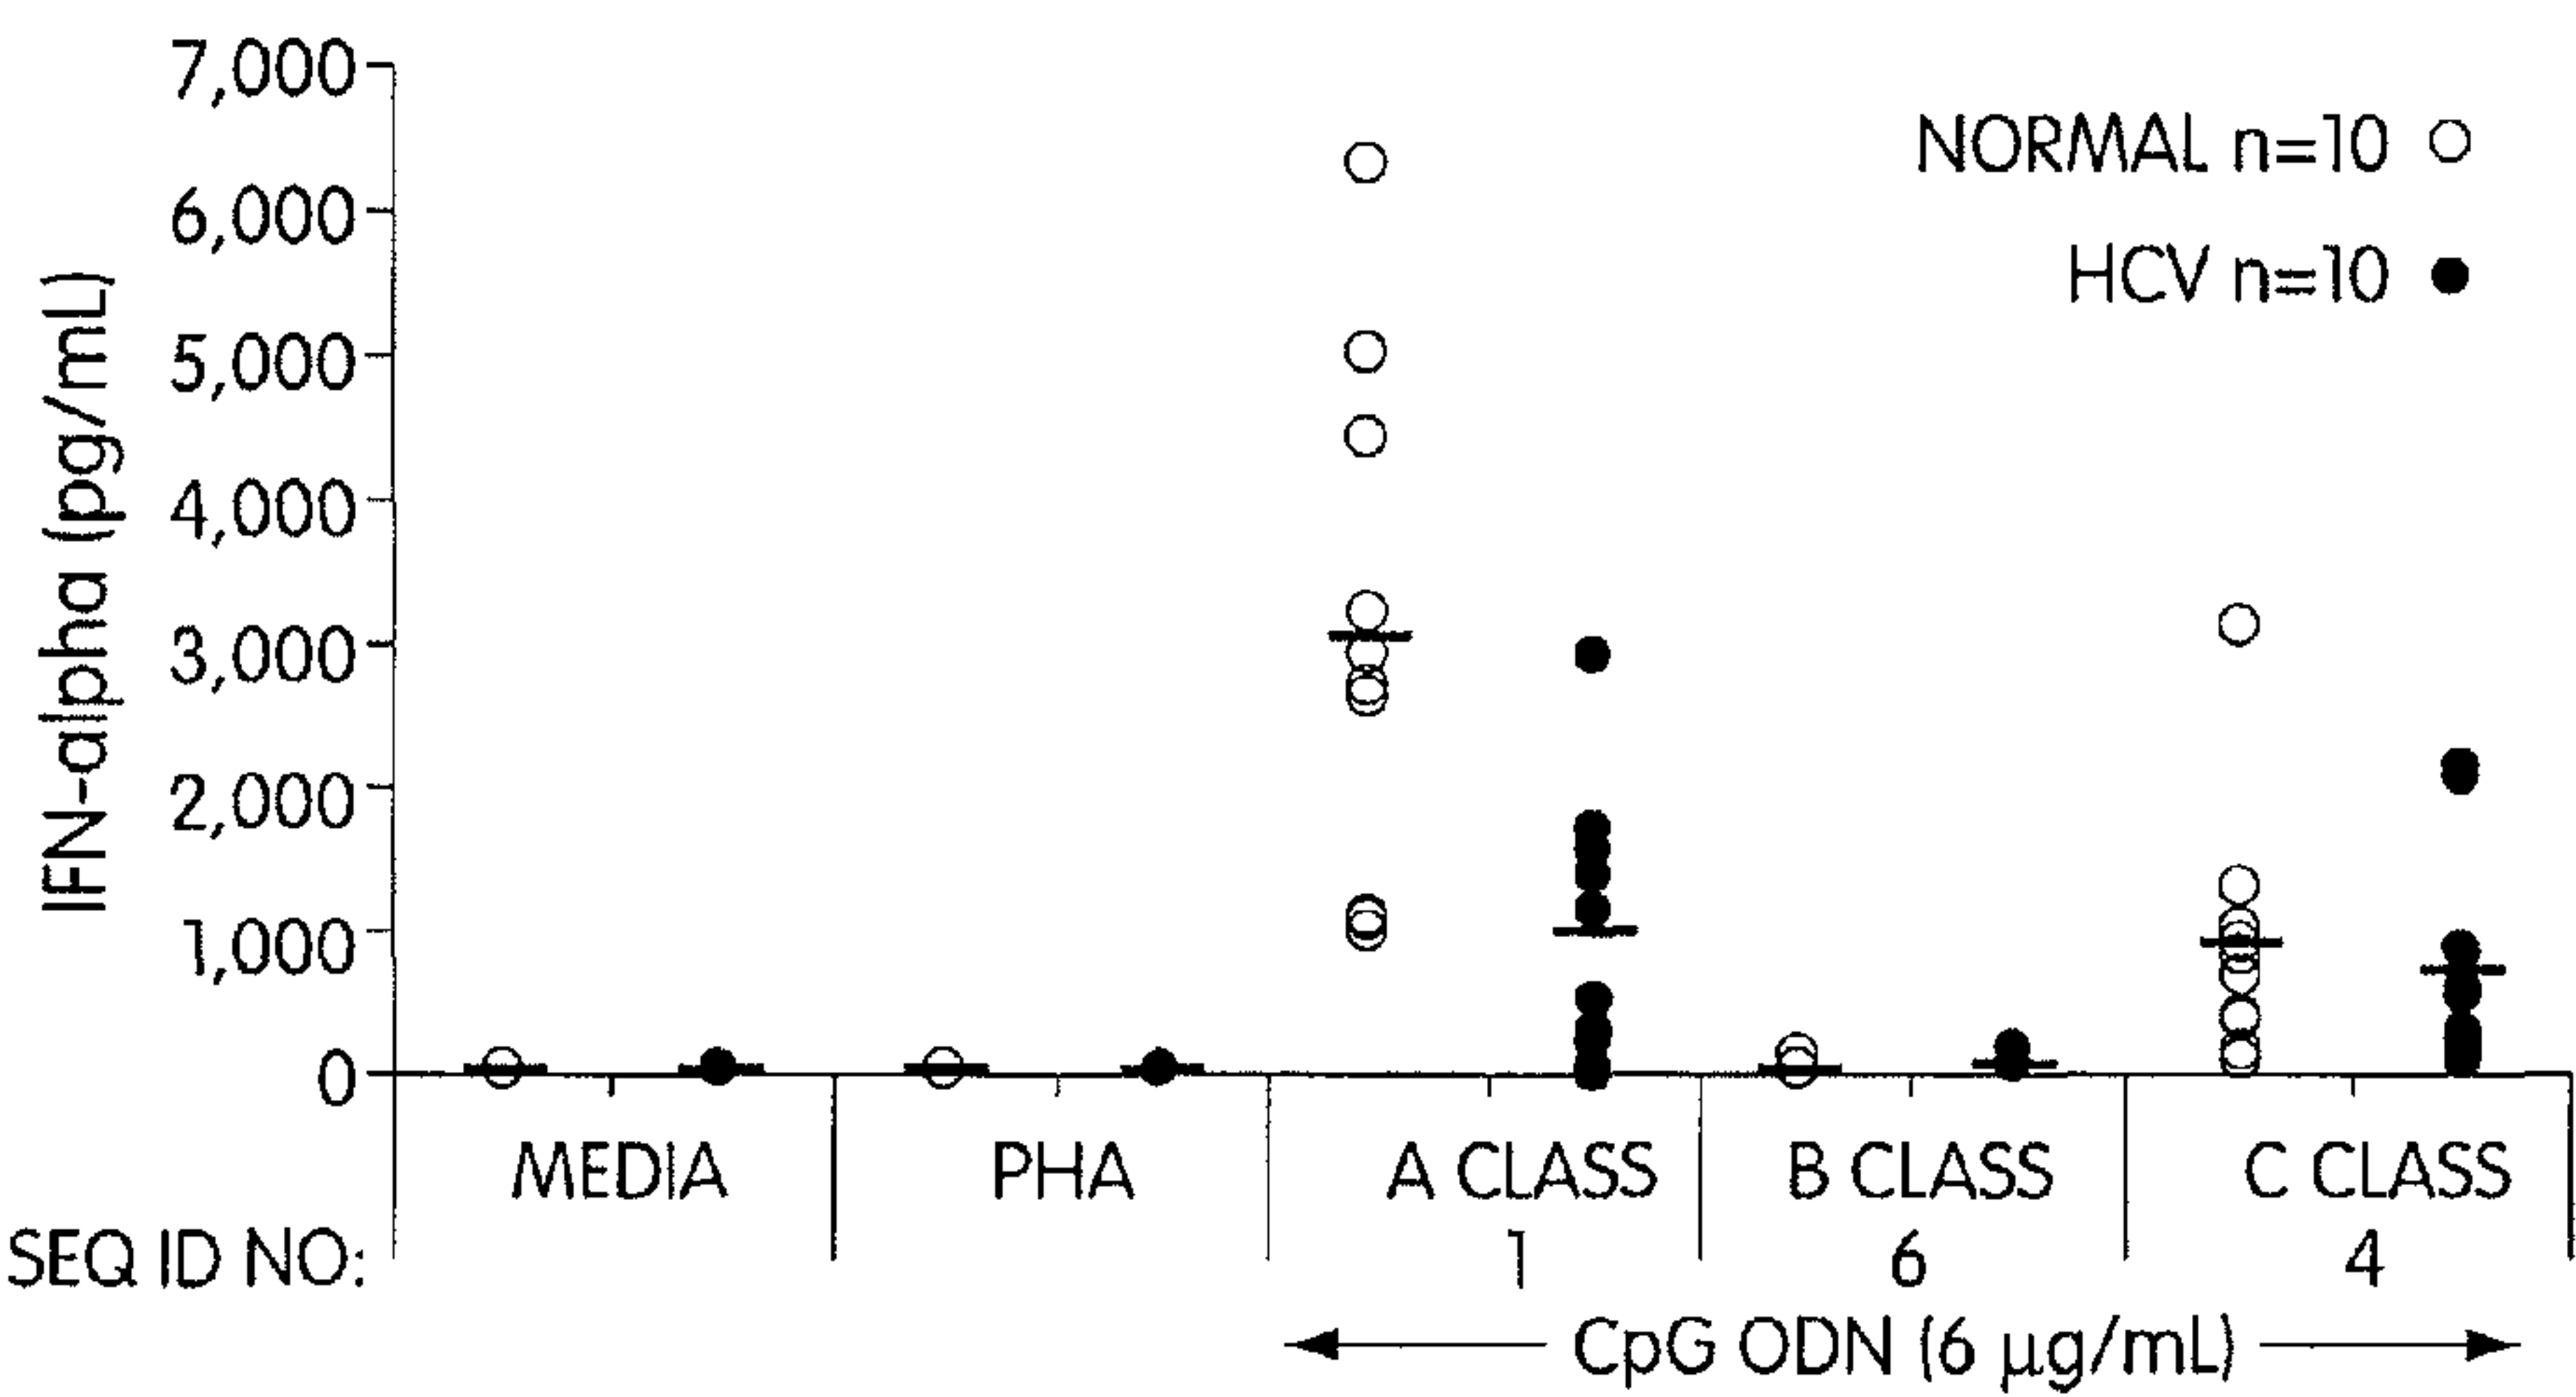 7,000
6,000
5,000
4,000
3,000
2,000
1,000
0
IFN-alpha (pg/mL)
NORMAL n=10
HCV n=10
MEDIA PHA A CLASS B CLASS C CLASS
SEQ ID NO: 1 6 4
CpG ODN (6 µg/mL)